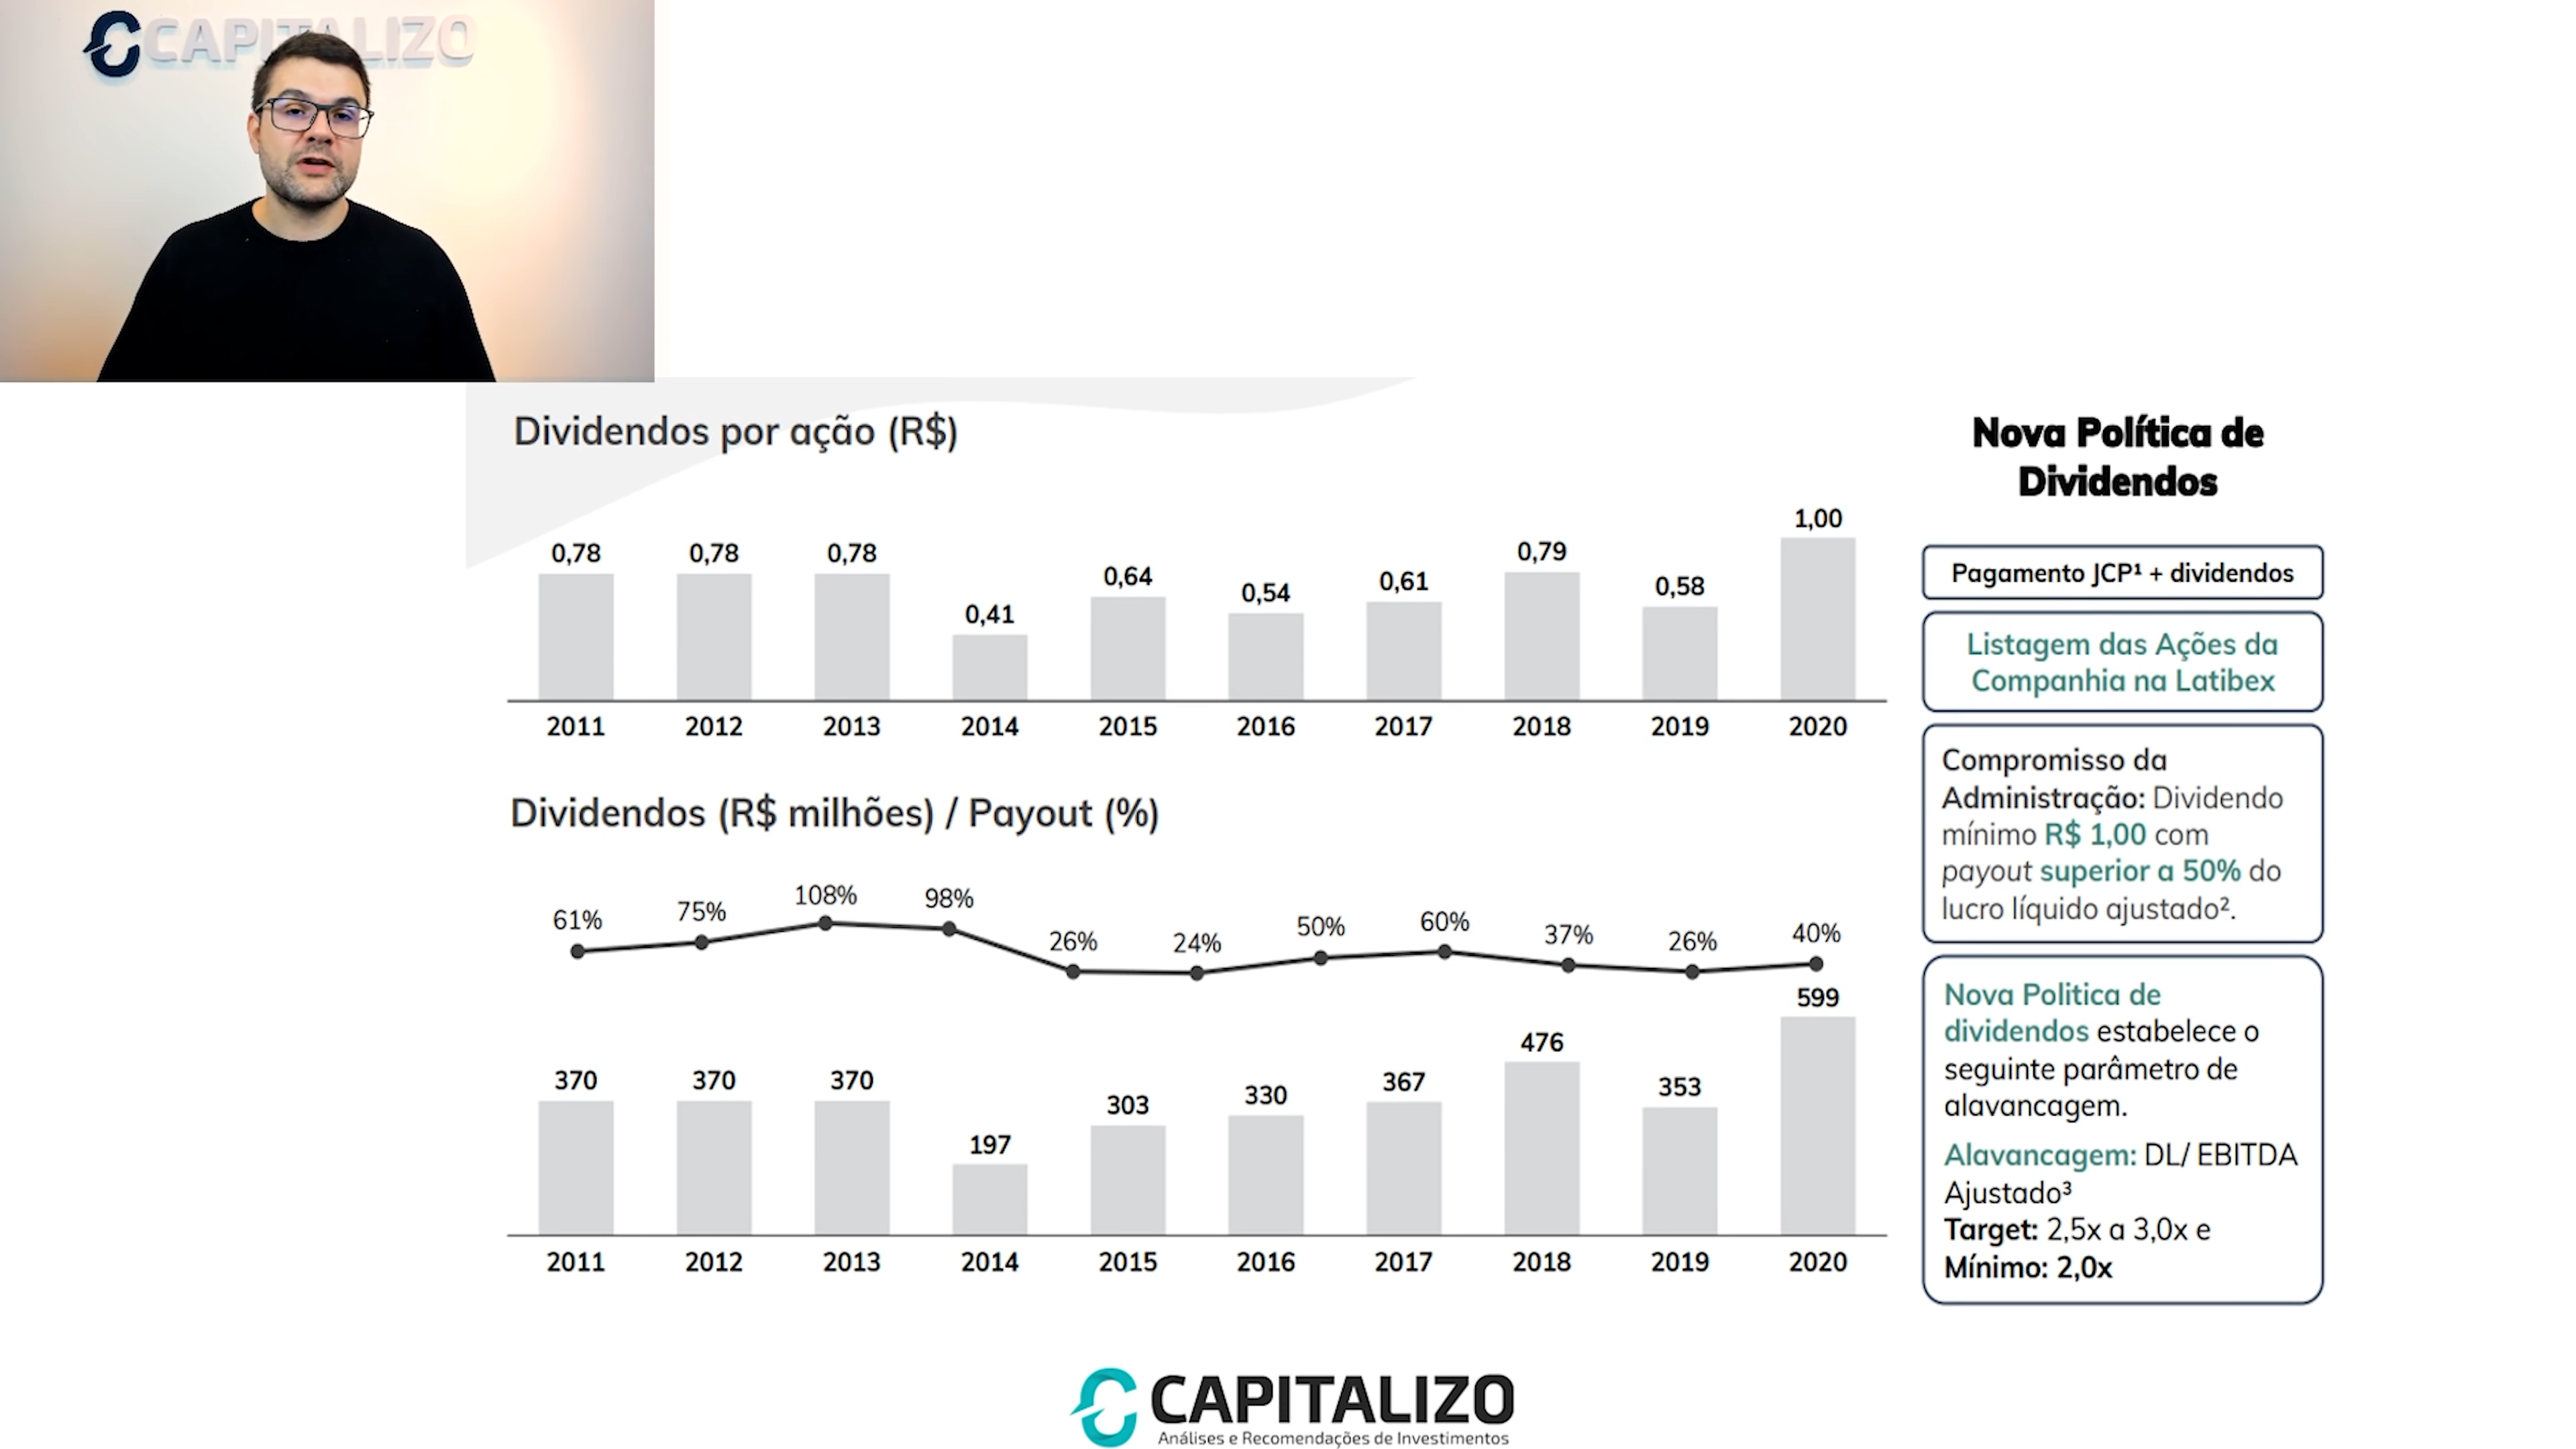 CAPITALIZO
Dividendos por ação (R$)
0,78 0,78 0,78 0,41 0,64 0,54 0,61 0,79 0,58 1,00
2011 2012 2013 2014 2015 2016 2017 2018 2019 2020
Dividendos (R$ milhões) / Payout (%)
61% 75% 108% 98% 26% 24% 50% 60% 37% 26% 40%
370 370 370 197 303 330 367 476 353 599
2011 2012 2013 2014 2015 2016 2017 2018 2019 2020
Nova Política de
Dividendos
Pagamento JCP¹ + dividendos
Listagem das Ações da
Companhia na Latibex
Compromisso da
Administração: Dividendo
mínimo R$ 1,00 com
payout superior a 50% do
lucro líquido ajustado².
Nova Politica de
dividendos estabelece o
seguinte parâmetro de
alavancagem.
Alavancagem: DL/ EBITDA
Ajustado³
Target: 2,5x a 3,0x e
Mínimo: 2,0x
CAPITALIZO
Análises e Recomendações de Investimentos